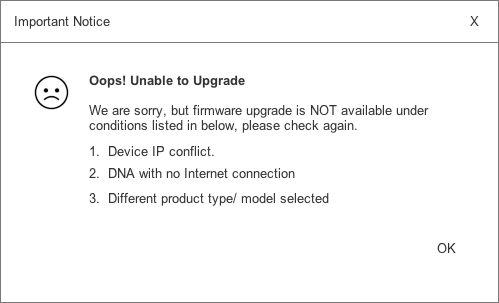 Important Notice X
Oops! Unable to Upgrade
We are sorry, but firmware upgrade is NOT available under
conditions listed in below, please check again.
1. Device IP conflict.
2. DNA with no Internet connection
3. Different product type/ model selected
OK